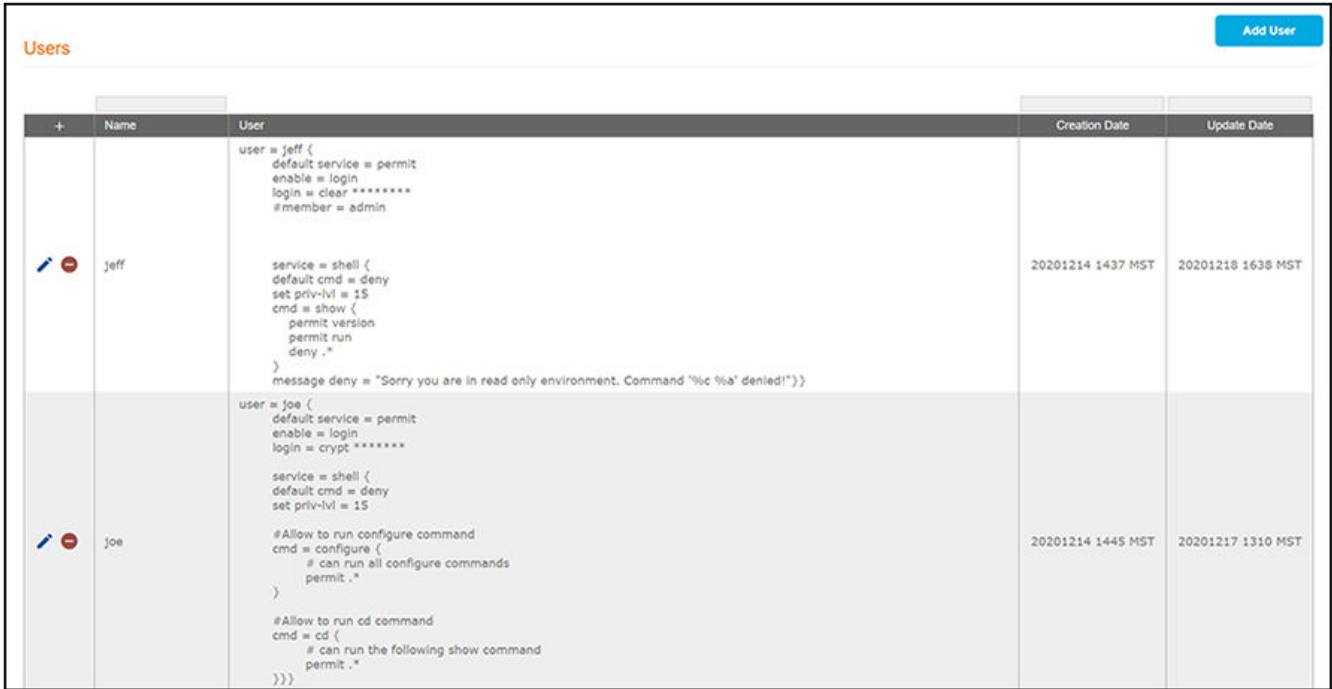 Add User
Users
+ Name User Creation Date Update Date
user = jeff {
default service = permit
enable = login
login = clear ********
#member = admin
service = shell {
default cmd = deny
set priv-lvl = 15
cmd = show {
permit version
permit run
deny .*
}
message deny = "Sorry you are in read only environment. Command '%c %a' denied!"}}
jeff
20201214 1437 MST
20201218 1638 MST
user = joe {
default service = permit
enable = login
login = crypt *******
service = shell {
default cmd = deny
set priv-lvl = 15
#Allow to run configure command
cmd = configure {
# can run all configure commands
permit .*
}
#Allow to run cd command
cmd = cd {
# can run the following show command
permit .*
}}}
joe
20201214 1445 MST
20201217 1310 MST